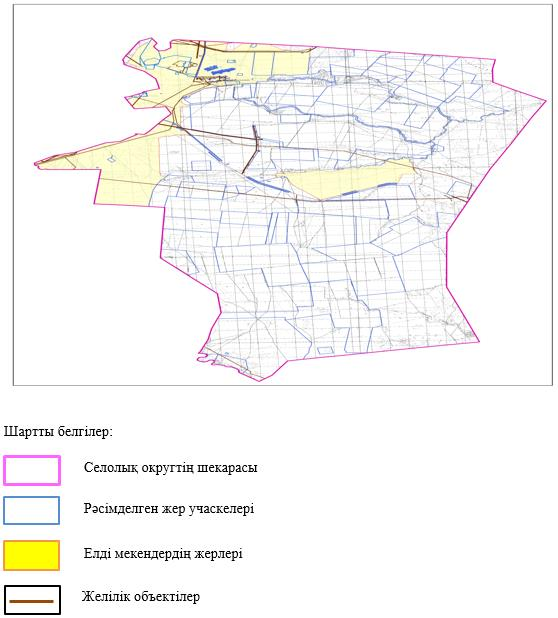 Шартты белгілер:
Селолық округтің шекарасы
Рәсімделген жер учаскелері
Елді мекендердің жерлері
Желілік объектілер